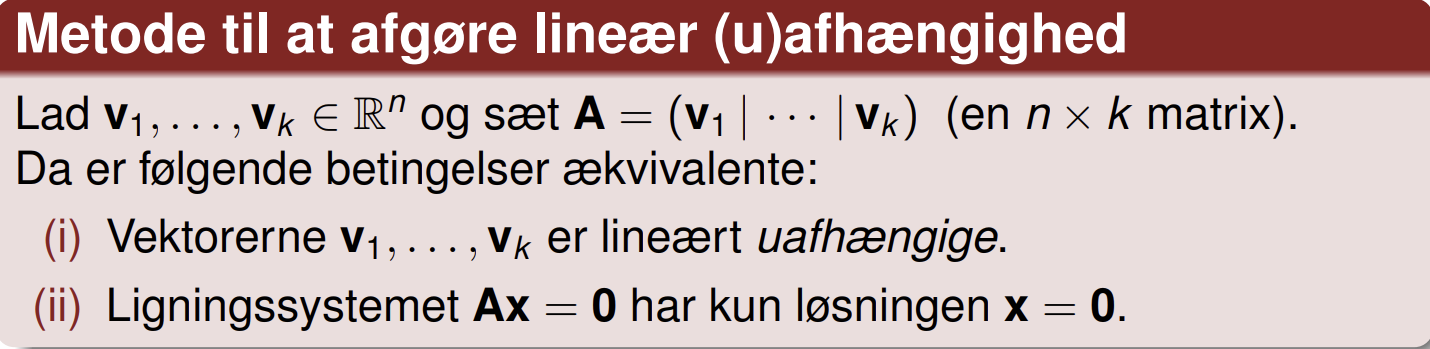 Metode til at afgøre lineær (u)afhængighed
Lad v₁, . . . , vₖ ∈ ℝⁿ og sæt A = (v₁ | ⋯ | vₖ) (en n × k matrix).
Da er følgende betingelser ækvivalente:
(i) Vektorerne v₁, . . . , vₖ er lineært uafhængige.
(ii) Ligningssystemet Ax = 0 har kun løsningen x = 0.